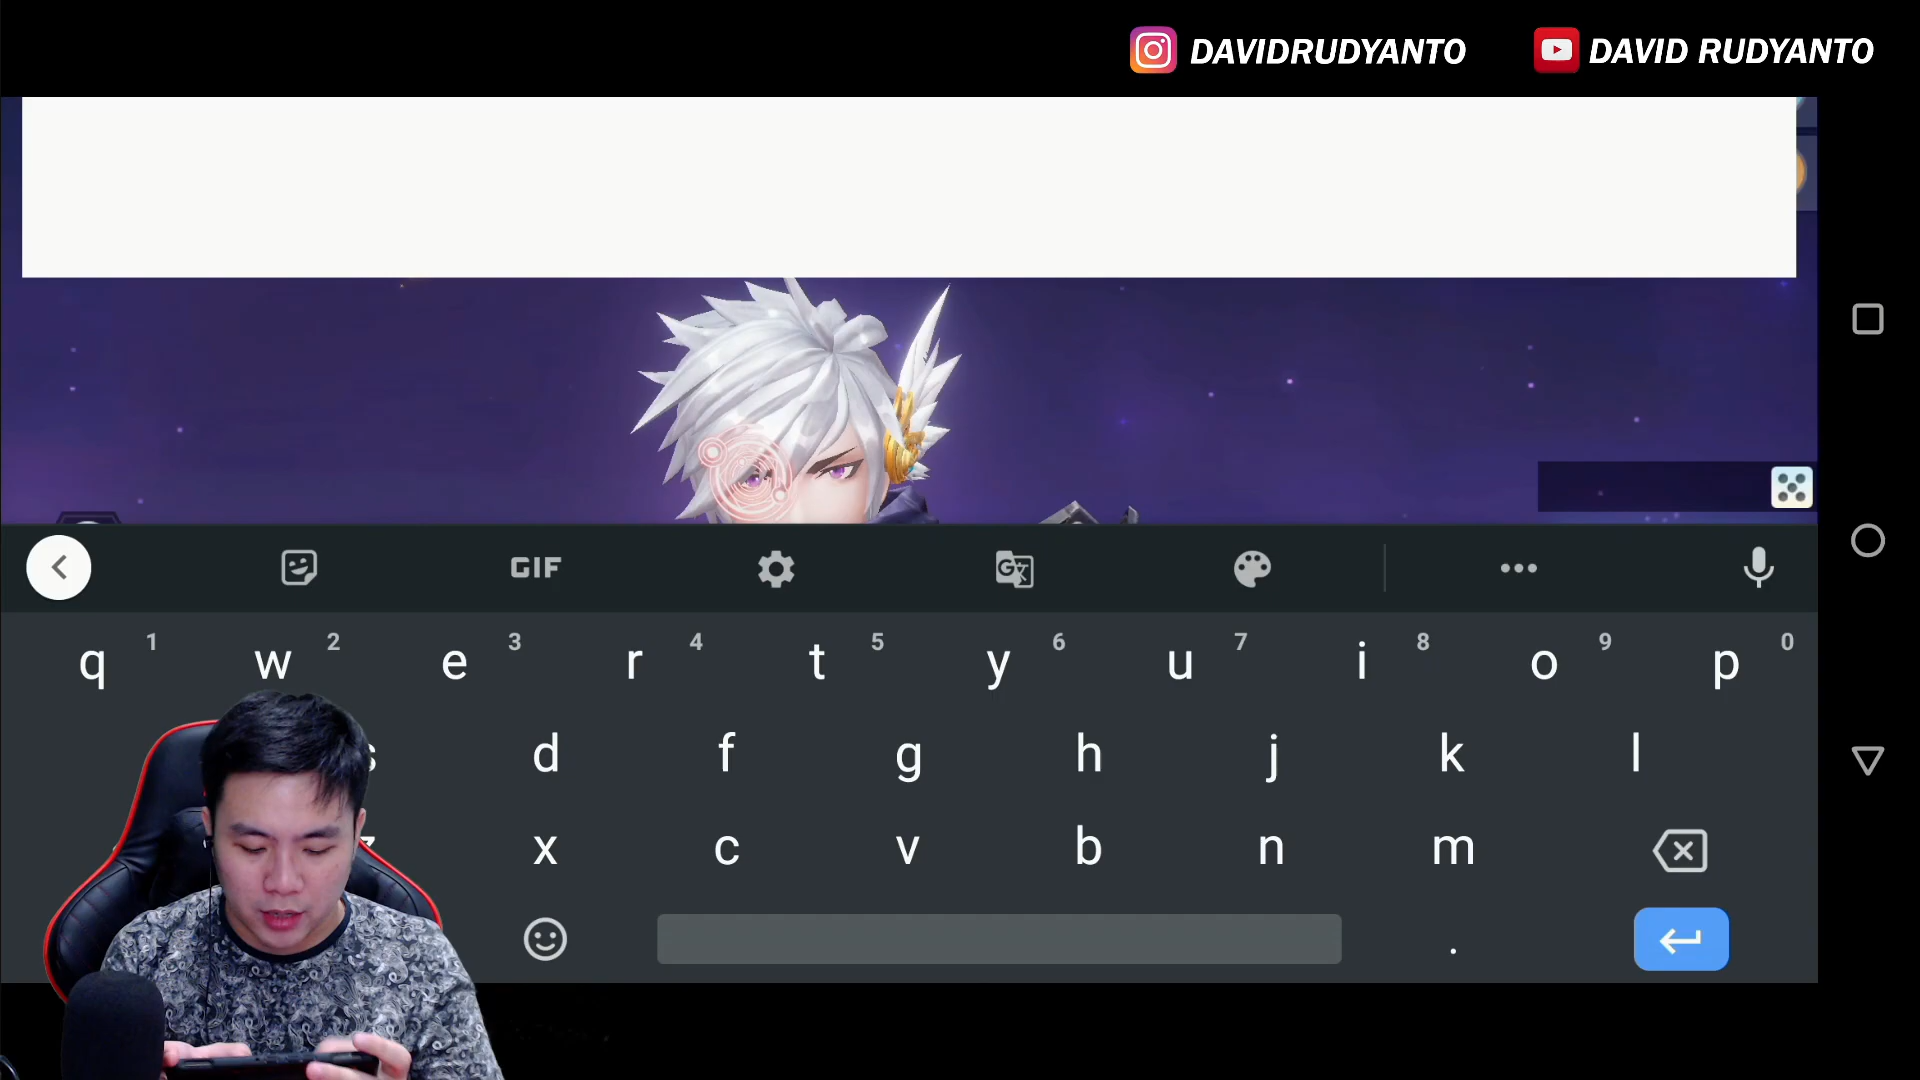 DAVIDRUDYANTO
DAVID RUDYANTO
GIF
q 1 w 2 e 3 r 4 t 5 y 6 u 7 i 8 o 9 p 0
s d f g h j k l
z x c v b n m
.